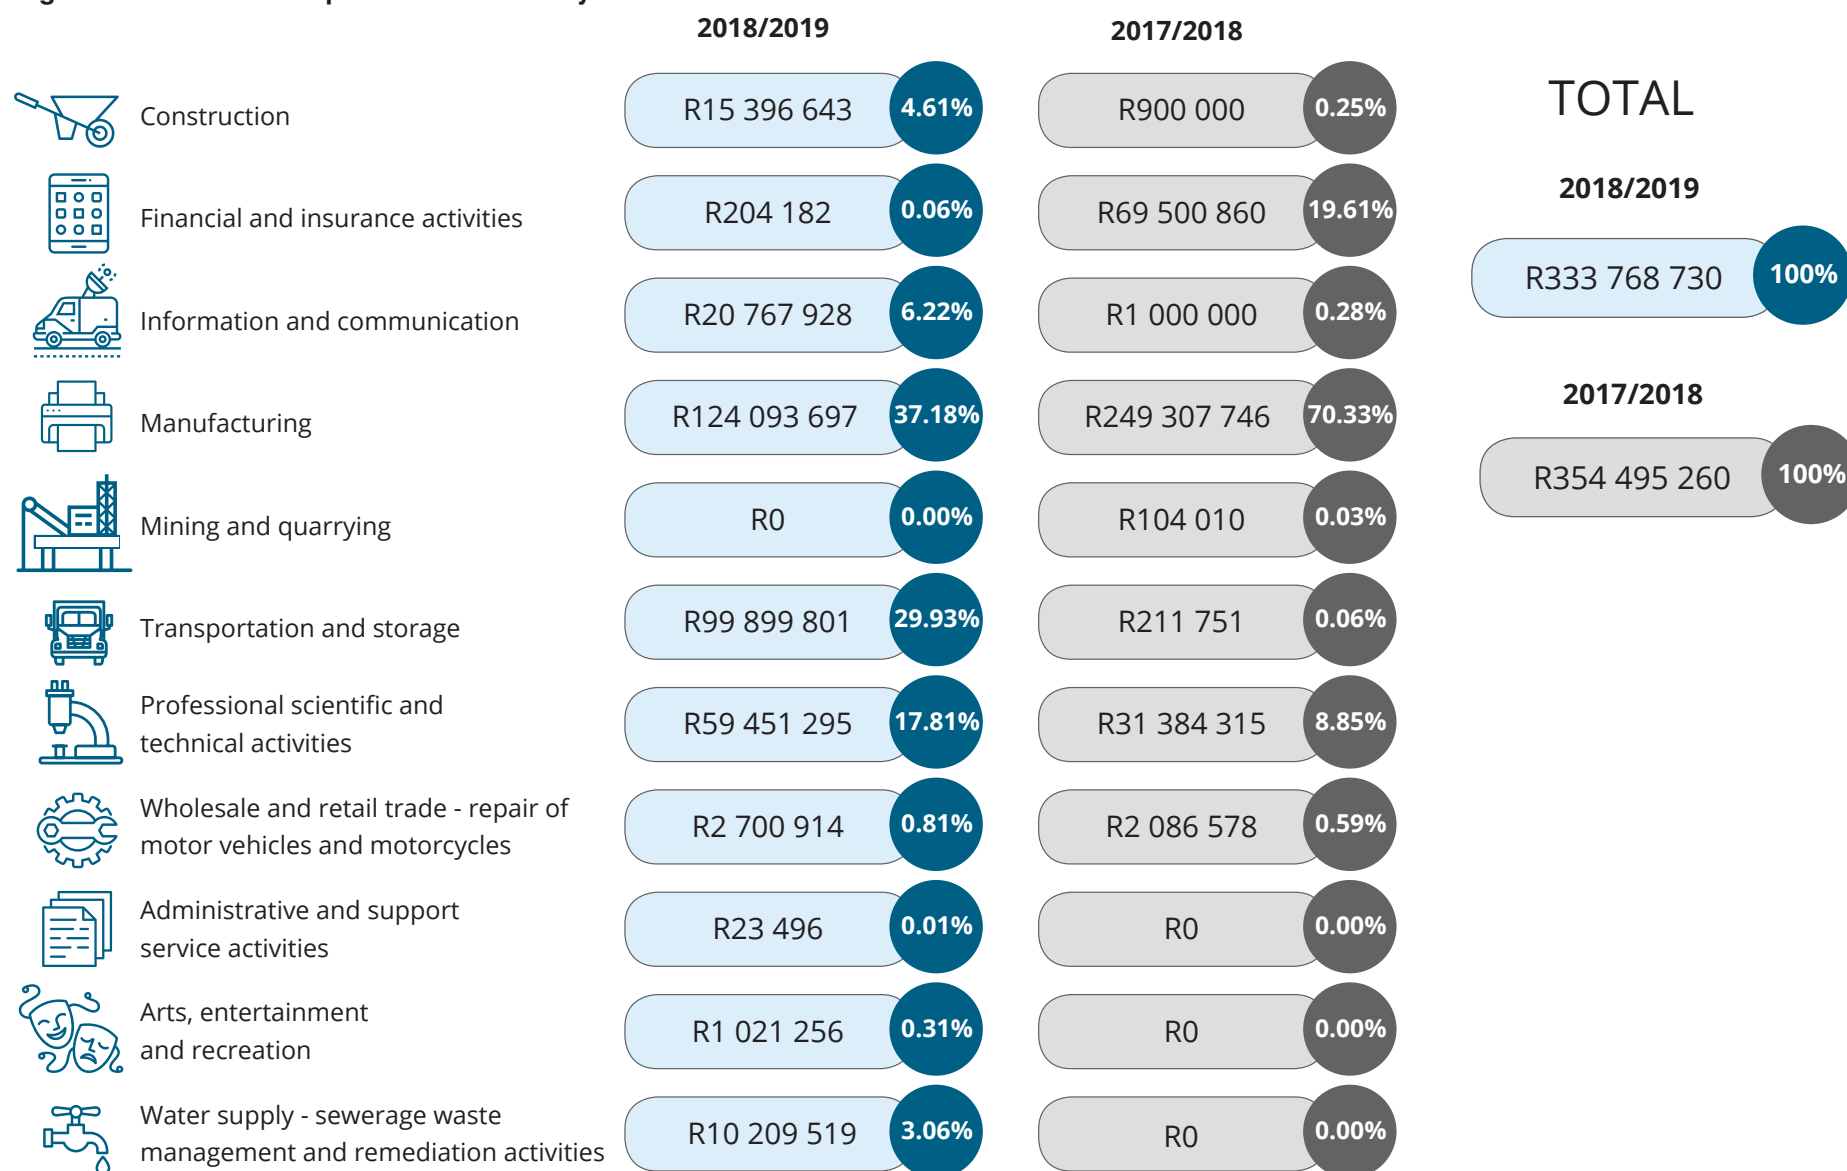 2018/2019 2017/2018
Construction R15 396 643 4.61% R900 000 0.25%
Financial and insurance activities R204 182 0.06% R69 500 860 19.61%
Information and communication R20 767 928 6.22% R1 000 000 0.28%
Manufacturing R124 093 697 37.18% R249 307 746 70.33%
Mining and quarrying R0 0.00% R104 010 0.03%
Transportation and storage R99 899 801 29.93% R211 751 0.06%
Professional scientific and
technical activities R59 451 295 17.81% R31 384 315 8.85%
Wholesale and retail trade - repair of
motor vehicles and motorcycles R2 700 914 0.81% R2 086 578 0.59%
Administrative and support
service activities R23 496 0.01% R0 0.00%
Arts, entertainment
and recreation R1 021 256 0.31% R0 0.00%
Water supply - sewerage waste
management and remediation activities R10 209 519 3.06% R0 0.00%
TOTAL
2018/2019
R333 768 730 100%
2017/2018
R354 495 260 100%